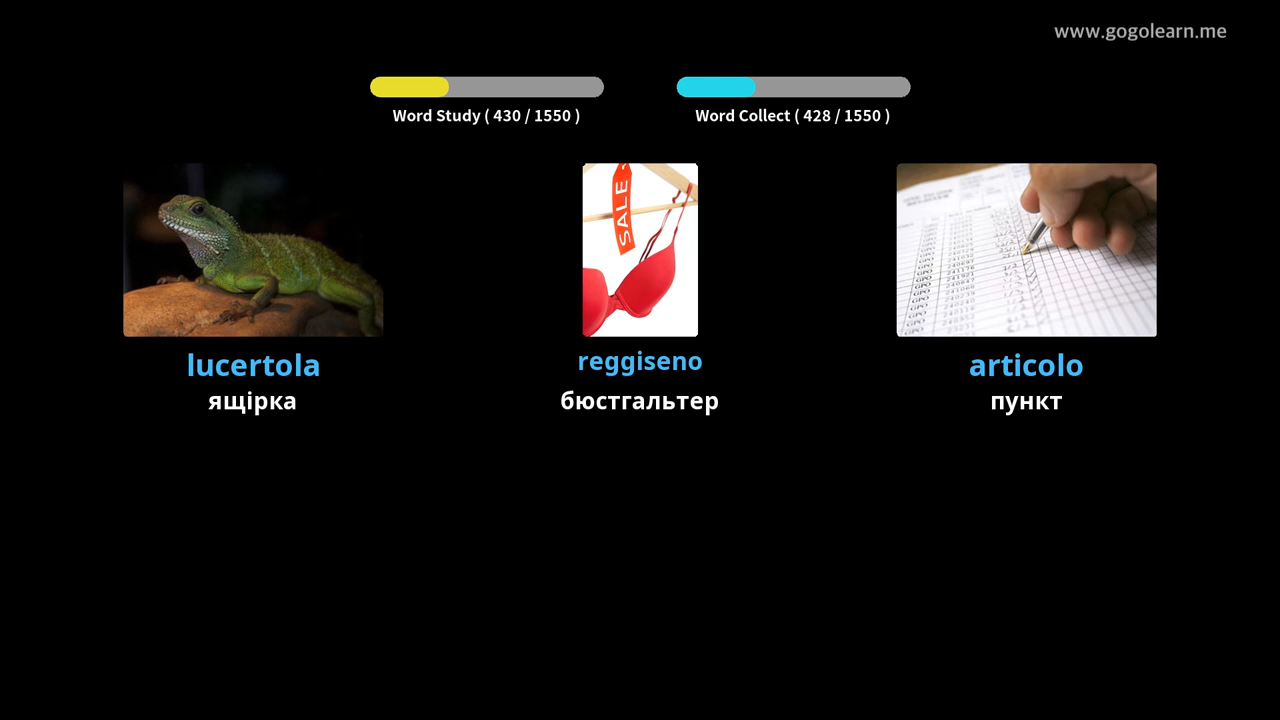 www.gogolearn.me
Word Study ( 430 / 1550 )
Word Collect ( 428 / 1550 )
SALE
lucertola
ящірка
reggiseno
бюстгальтер
articolo
пункт